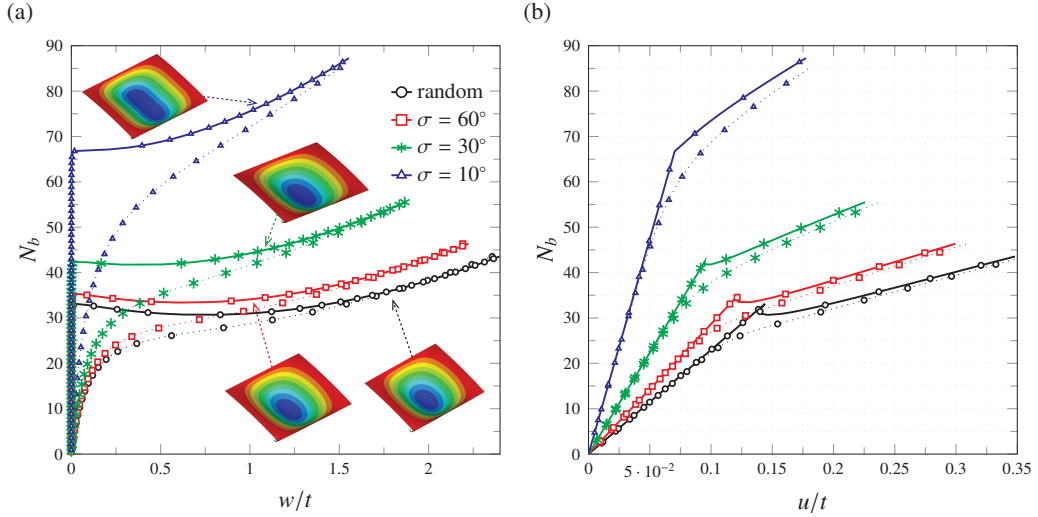 (a)
90
80
70
60
50
40
30
20
10
0
N_b
0
0.5
1
1.5
2
w/t
random
σ = 60°
σ = 30°
σ = 10°
(b)
90
80
70
60
50
40
30
20
10
0
N_b
0
5 · 10⁻²
0.1
0.15
0.2
0.25
0.3
0.35
u/t